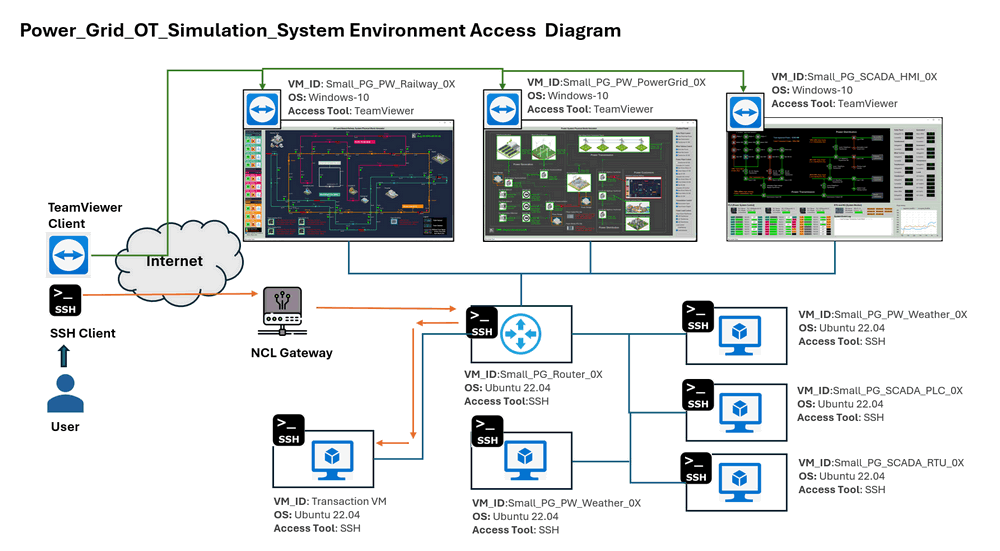 Power_Grid_OT_Simulation_System Environment Access Diagram
VM_ID: Small_PG_PW_Railway_0X
OS: Windows-10
Access Tool: TeamViewer
VM_ID:Small_PG_PW_PowerGrid_0X
OS: Windows-10
Access Tool: TeamViewer
VM_ID:Small_PG_SCADA_HMI_0X
OS: Windows-10
Access Tool: TeamViewer
TeamViewer
Client
Internet
>_
SSH
SSH Client
User
NCL Gateway
>_
SSH
VM_ID:Small_PG_Router_0X
OS: Ubuntu 22.04
Access Tool:SSH
>_
SSH
VM_ID:Small_PG_PW_Weather_0X
OS: Ubuntu 22.04
Access Tool: SSH
>_
SSH
VM_ID:Small_PG_SCADA_PLC_0X
OS: Ubuntu 22.04
Access Tool: SSH
>_
SSH
VM_ID:Small_PG_SCADA_RTU_0X
OS: Ubuntu 22.04
Access Tool: SSH
>_
SSH
VM_ID: Transaction VM
OS: Ubuntu 22.04
Access Tool: SSH
>_
SSH
VM_ID:Small_PG_PW_Weather_0X
OS: Ubuntu 22.04
Access Tool: SSH